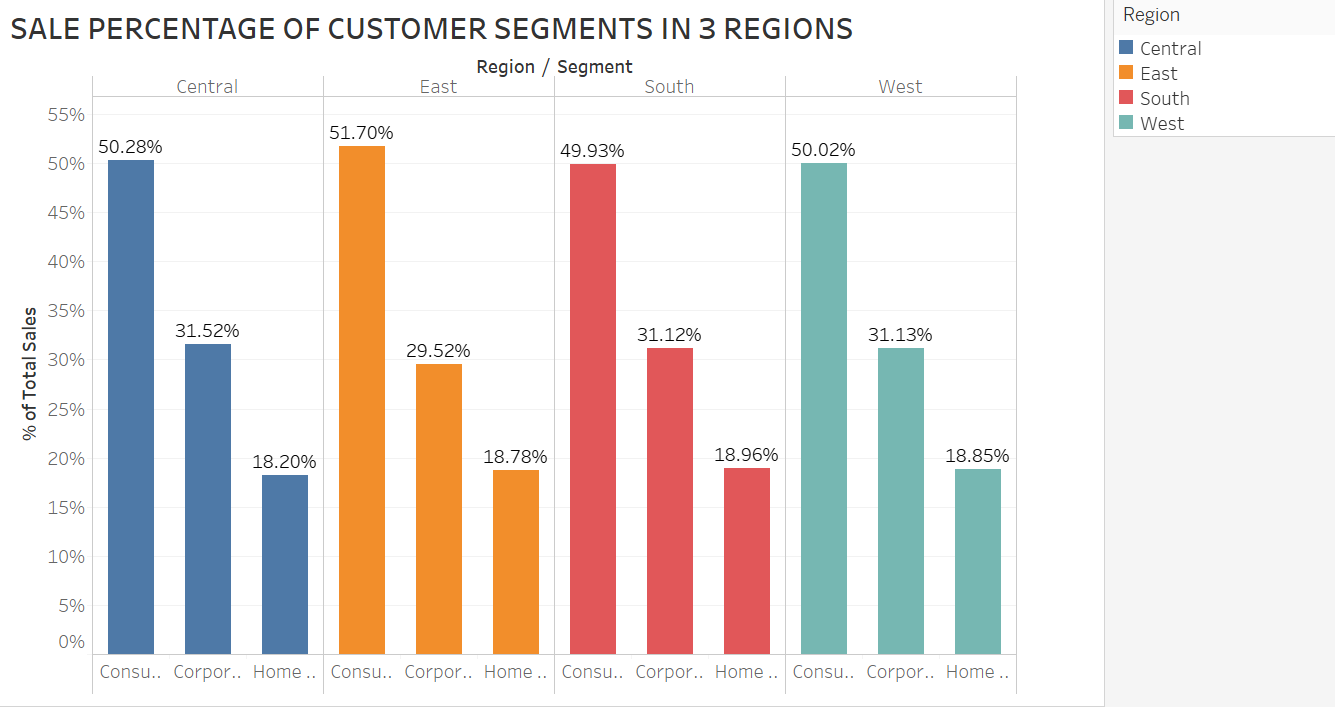 SALE PERCENTAGE OF CUSTOMER SEGMENTS IN 3 REGIONS
Region / Segment
Central East South West
55%
50%
45%
40%
35%
30%
25%
20%
15%
10%
5%
0%
% of Total Sales
50.28% 31.52% 18.20%
51.70% 29.52% 18.78%
49.93% 31.12% 18.96%
50.02% 31.13% 18.85%
Consu.. Corpor.. Home .. Consu.. Corpor.. Home .. Consu.. Corpor.. Home .. Consu.. Corpor.. Home ..
Region
Central
East
South
West